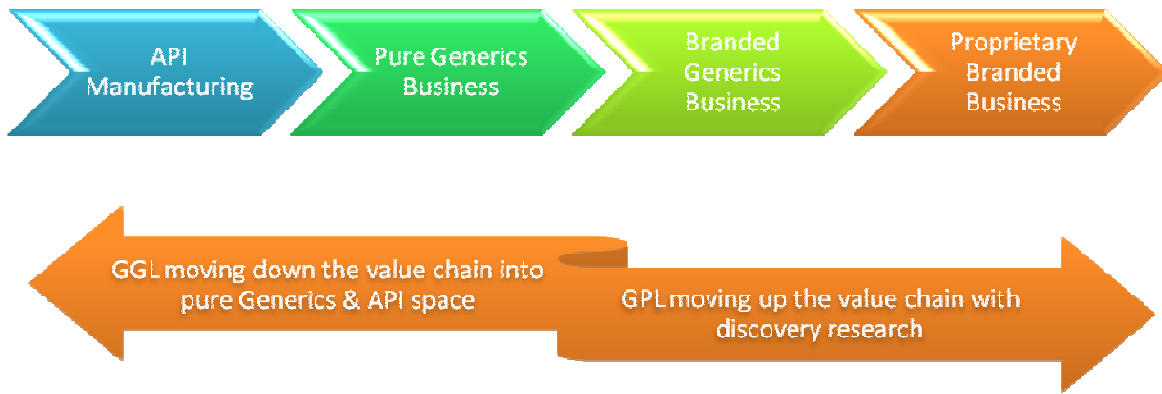 API
Manufacturing
Pure Generics
Business
Branded
Generics
Business
Proprietary
Branded
Business
GGL moving down the value chain into
pure Generics & API space
GPL moving up the value chain with
discovery research